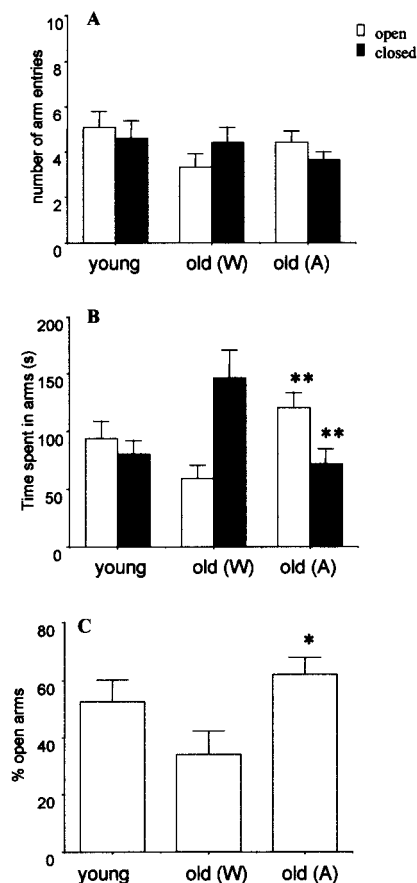 A
open
closed
number of arm entries
10
8
6
4
2
0
young old (W) old (A)
B
Time spent in arms (s)
200
150
100
50
0
**
**
young old (W) old (A)
C
% open arms
80
60
40
20
0
*
young old (W) old (A)